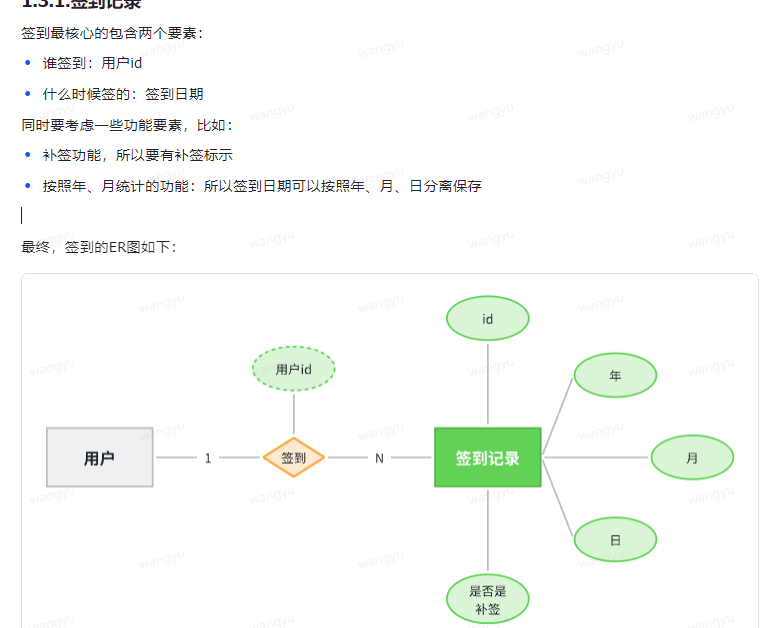 1.3.1.签到记录
签到最核心的包含两个要素：
谁签到：用户id
什么时候签的：签到日期
同时要考虑一些功能要素，比如：
补签功能，所以要有补签标示
按照年、月统计的功能：所以签到日期可以按照年、月、日分离保存
最终，签到的ER图如下：
id
用户id
年
用户
1
签到
N
签到记录
月
日
是否是
补签
wangyu